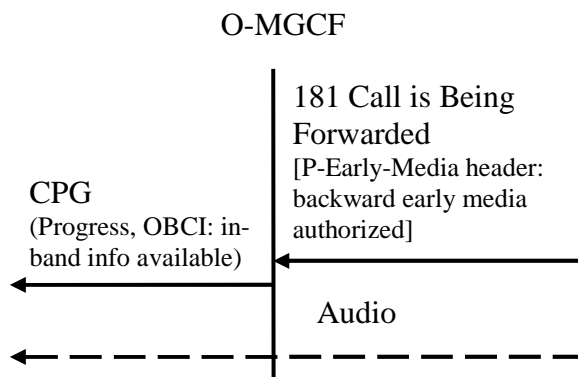 O-MGCF
181 Call is Being
Forwarded
[P-Early-Media header:
backward early media
authorized]
CPG
(Progress, OBCI: in-
band info available)
Audio